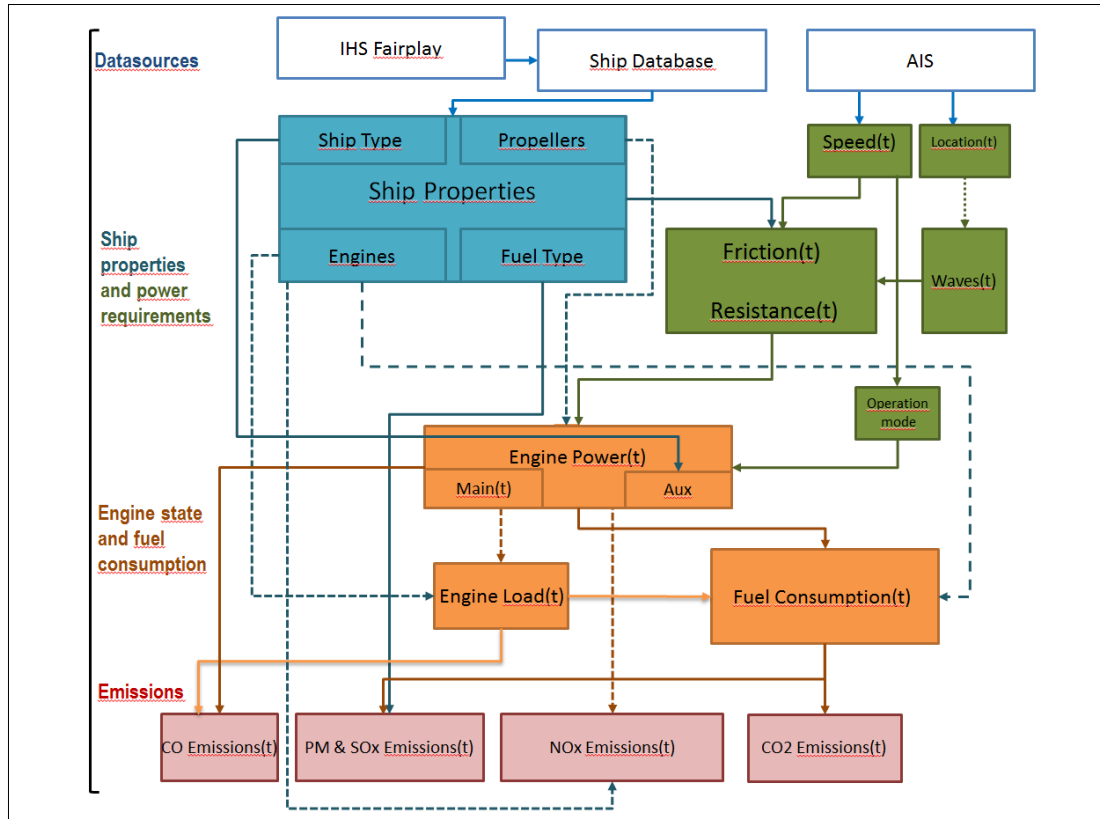 Datasources
IHS Fairplay
Ship Database
AIS
Ship Type
Propellers
Speed(t)
Location(t)
Ship Properties
Engines
Fuel Type
Ship
properties
and power
requirements
Friction(t)
Resistance(t)
Waves(t)
Operation
mode
Engine Power(t)
Main(t)
Aux
Engine state
and fuel
consumption
Engine Load(t)
Fuel Consumption(t)
Emissions
CO Emissions(t)
PM & SOx Emissions(t)
NOx Emissions(t)
CO2 Emissions(t)